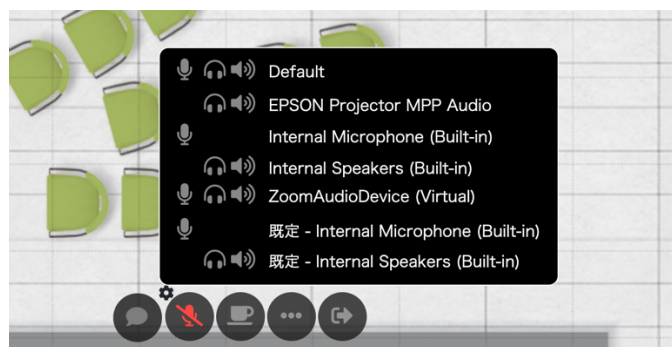 Default
EPSON Projector MPP Audio
Internal Microphone (Built-in)
Internal Speakers (Built-in)
ZoomAudioDevice (Virtual)
既定 - Internal Microphone (Built-in)
既定 - Internal Speakers (Built-in)